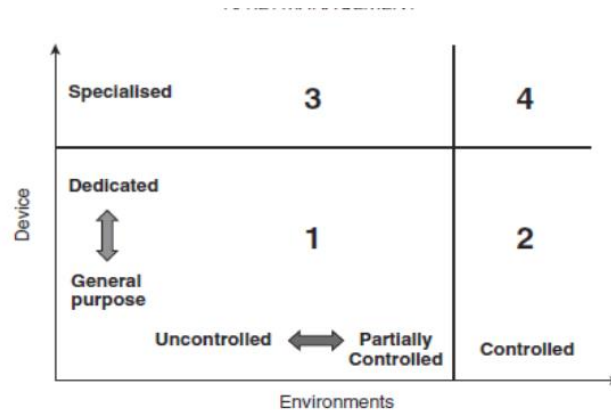 Specialised
3
4
Dedicated
Device
1
2
General
purpose
Uncontrolled
Partially
Controlled
Controlled
Environments